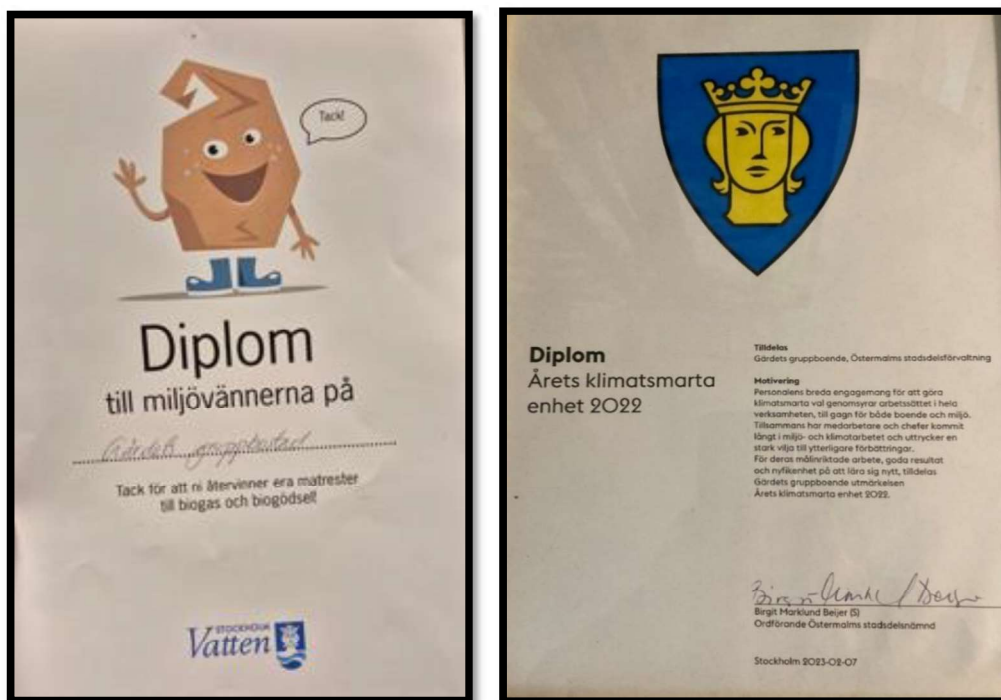 Tack!
Diplom
till miljövännerna på
Gärdets gruppbostad
Tack för att ni återvinner era matrester
till biogas och biogödsel!
STOCKHOLM
Vatten
Diplom
Årets klimatsmarta
enhet 2022
Tilldelas
Gärdets gruppboende, Östermalms stadsdelsförvaltning
Motivering
Personalens breda engagemang för att göra
klimatsmarta val genomsyrar arbetssättet i hela
verksamheten, till gagn för både boende och miljö.
Tillsammans har medarbetare och chefer kommit
långt i miljö- och klimatarbetet och uttrycker en
stark vilja till ytterligare förbättringar.
För deras målinriktade arbete, goda resultat
och nyfikenhet på att lära sig nytt, tilldelas
Gärdets gruppboende utmärkelsen
Årets klimatsmarta enhet 2022.
Birgit Marklund Beijer (S)
Ordförande Östermalms stadsdelsnämnd
Stockholm 2023-02-07